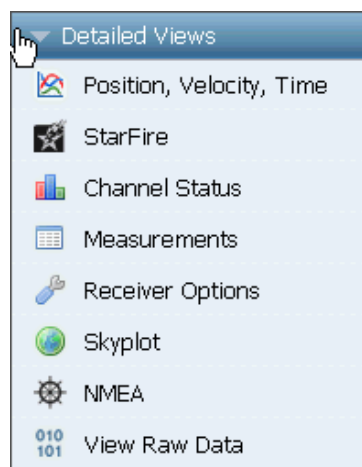 Detailed Views
Position, Velocity, Time
StarFire
Channel Status
Measurements
Receiver Options
Skyplot
NMEA
010
101
View Raw Data